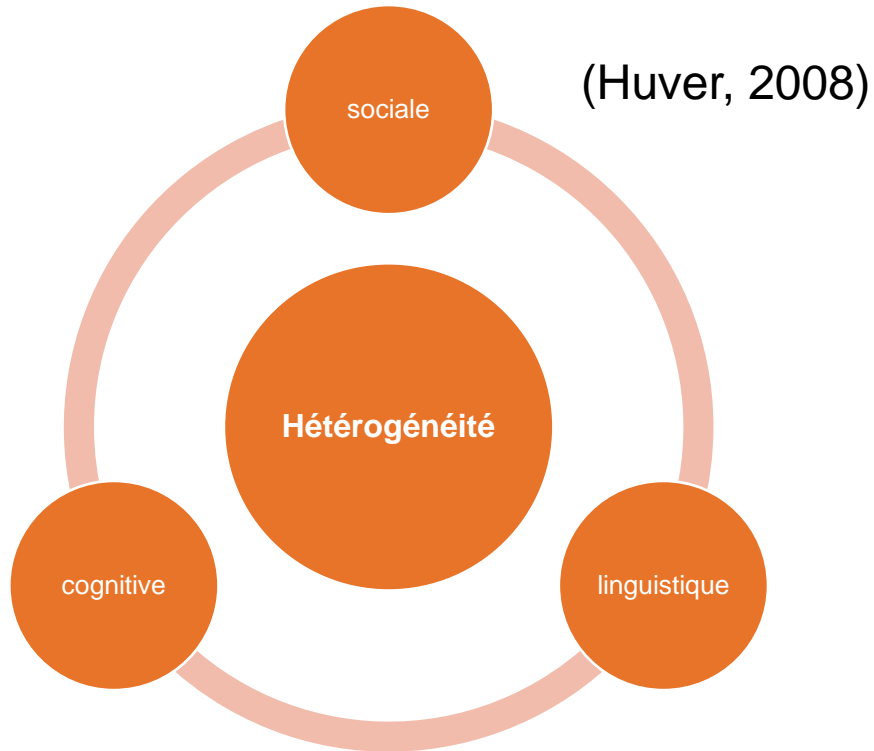 (Huver, 2008)
sociale
Hétérogénéité
cognitive
linguistique